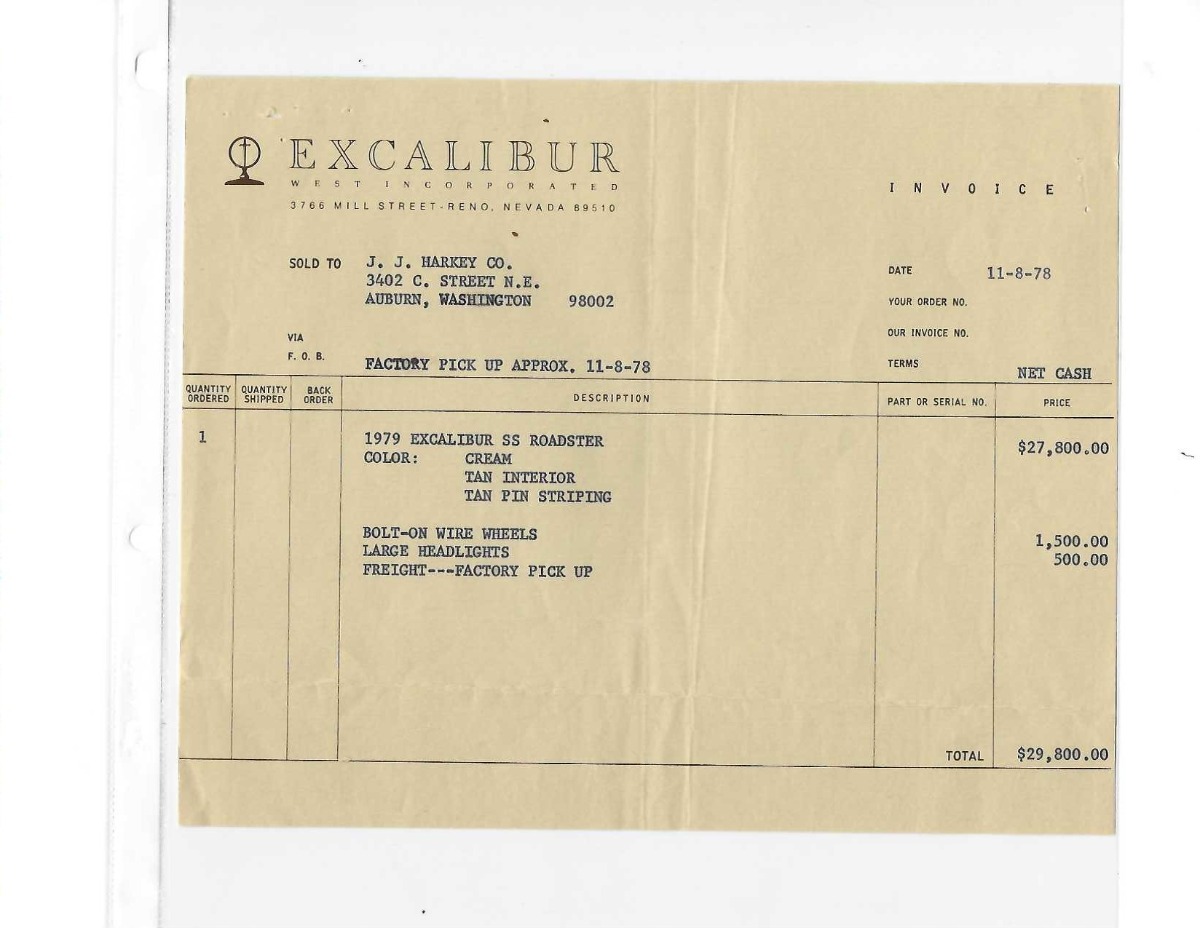 EXCALIBUR
WEST INCORPORATED
3766 MILL STREET-RENO, NEVADA 89510
INVOICE
SOLD TO J. J. HARKEY CO.
3402 C. STREET N.E.
AUBURN, WASHINGTON 98002
DATE 11-8-78
YOUR ORDER NO.
OUR INVOICE NO.
VIA
F. O. B. FACTORY PICK UP APPROX. 11-8-78
TERMS NET CASH
QUANTITY ORDERED QUANTITY SHIPPED BACK ORDER DESCRIPTION PART OR SERIAL NO. PRICE
1 1979 EXCALIBUR SS ROADSTER $27,800.00
COLOR: CREAM
TAN INTERIOR
TAN PIN STRIPING
BOLT-ON WIRE WHEELS 1,500.00
LARGE HEADLIGHTS 500.00
FREIGHT---FACTORY PICK UP
TOTAL $29,800.00